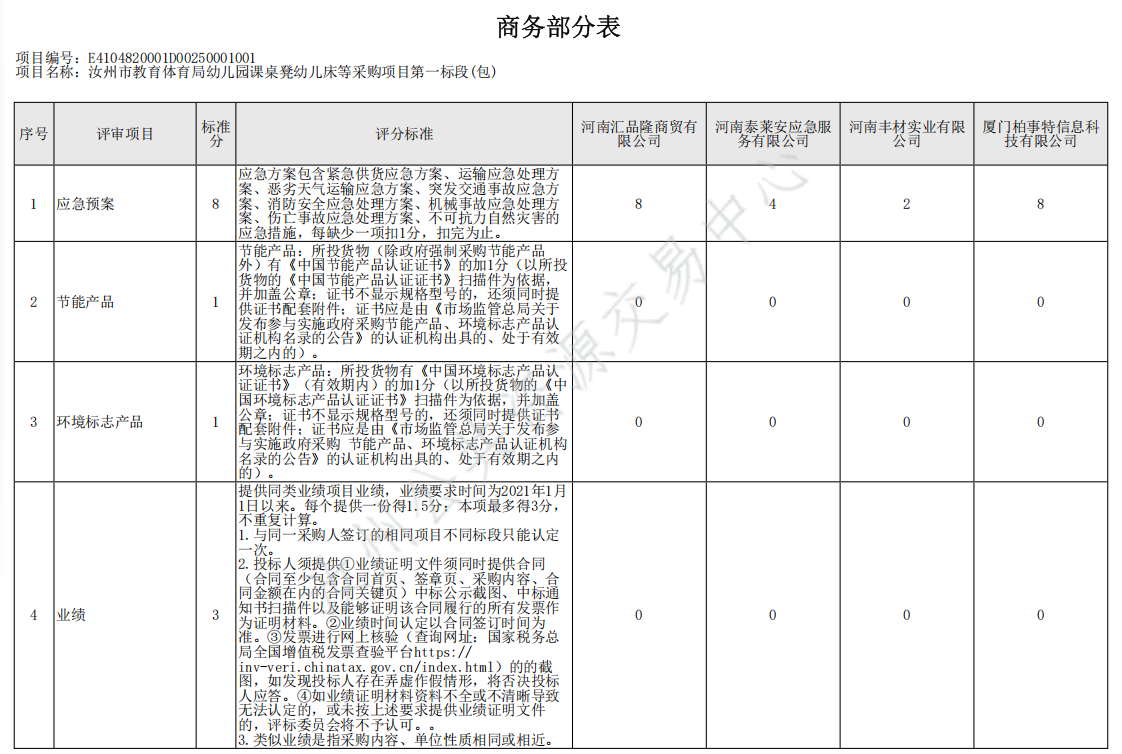 商务部分表
项目编号：E4104820001D00250001001
项目名称：汝州市教育体育局幼儿园课桌凳幼儿床等采购项目第一标段(包)
序号
评审项目
标准
分
评分标准
河南汇品隆商贸有
限公司
河南泰莱安应急服
务有限公司
河南丰材实业有限
公司
厦门柏事特信息科
技有限公司
1
应急预案
8
应急方案包含紧急供货应急方案、运输应急处理方
案、恶劣天气运输应急方案、突发交通事故应急方
案、消防安全应急处理方案、机械事故应急处理方
案、伤亡事故应急处理方案、不可抗力自然灾害的
应急措施，每缺少一项扣1分，扣完为止。
8
4
2
8
2
节能产品
1
节能产品：所投货物（除政府强制采购节能产品
外）有《中国节能产品认证证书》的加1分（以所投
货物的《中国节能产品认证证书》扫描件为依据，
并加盖公章；证书不显示规格型号的，还须同时提
供证书配套附件；证书应是由《市场监管总局关于
发布参与实施政府采购节能产品、环境标志产品认
证机构名录的公告》的认证机构出具的、处于有效
期之内的）。
0
0
0
0
3
环境标志产品
1
环境标志产品：所投货物有《中国环境标志产品认
证证书》（有效期内）的加1分（以所投货物的《中
国环境标志产品认证证书》扫描件为依据，并加盖
公章；证书不显示规格型号的，还须同时提供证书
配套附件；证书应是由《市场监管总局关于发布参
与实施政府采购 节能产品、环境标志产品认证机构
名录的公告》的认证机构出具的、处于有效期之内
的）。
0
0
0
0
4
业绩
3
提供同类业绩项目业绩，业绩要求时间为2021年1月
1日以来。每个提供一份得1.5分；本项最多得3分，
不重复计算。
1.与同一采购人签订的相同项目不同标段只能认定
一次。
2.投标人须提供①业绩证明文件须同时提供合同
（合同至少包含合同首页、签章页、采购内容、合
同金额在内的合同关键页）中标公示截图、中标通
知书扫描件以及能够证明该合同履行的所有发票作
为证明材料。②业绩时间认定以合同签订时间为
准。③发票进行网上核验（查询网址：国家税务总
局全国增值税发票查验平台https://
inv-veri.chinatax.gov.cn/index.html）的的截
图，如发现投标人存在弄虚作假情形，将否决投标
人应答。④如业绩证明材料资料不全或不清晰导致
无法认定的，或未按上述要求提供业绩证明文件
的，评标委员会将不予认可。。
3.类似业绩是指采购内容、单位性质相同或相近。
0
0
0
0
汝州公共资源交易中心